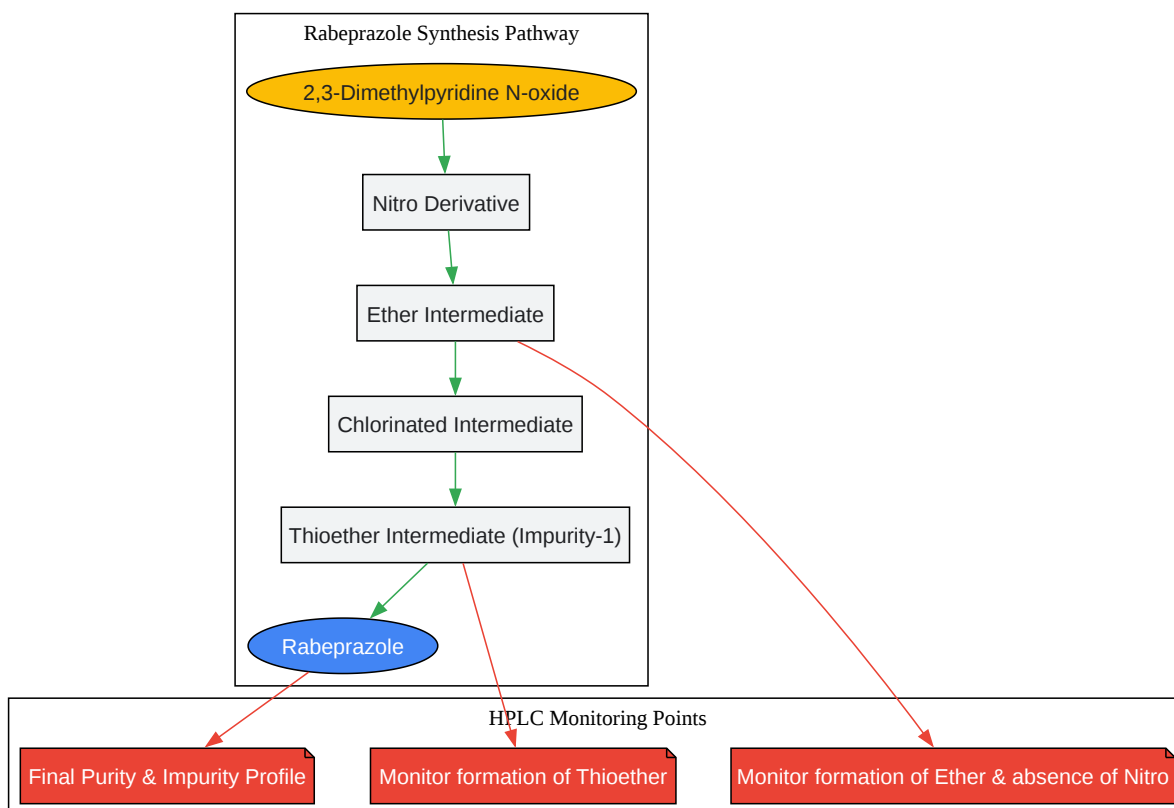 Rabeprazole Synthesis Pathway
2,3-Dimethylpyridine N-oxide
Nitro Derivative
Ether Intermediate
Chlorinated Intermediate
Thioether Intermediate (Impurity-1)
Rabeprazole
HPLC Monitoring Points
Final Purity & Impurity Profile
Monitor formation of Thioether
Monitor formation of Ether & absence of Nitro